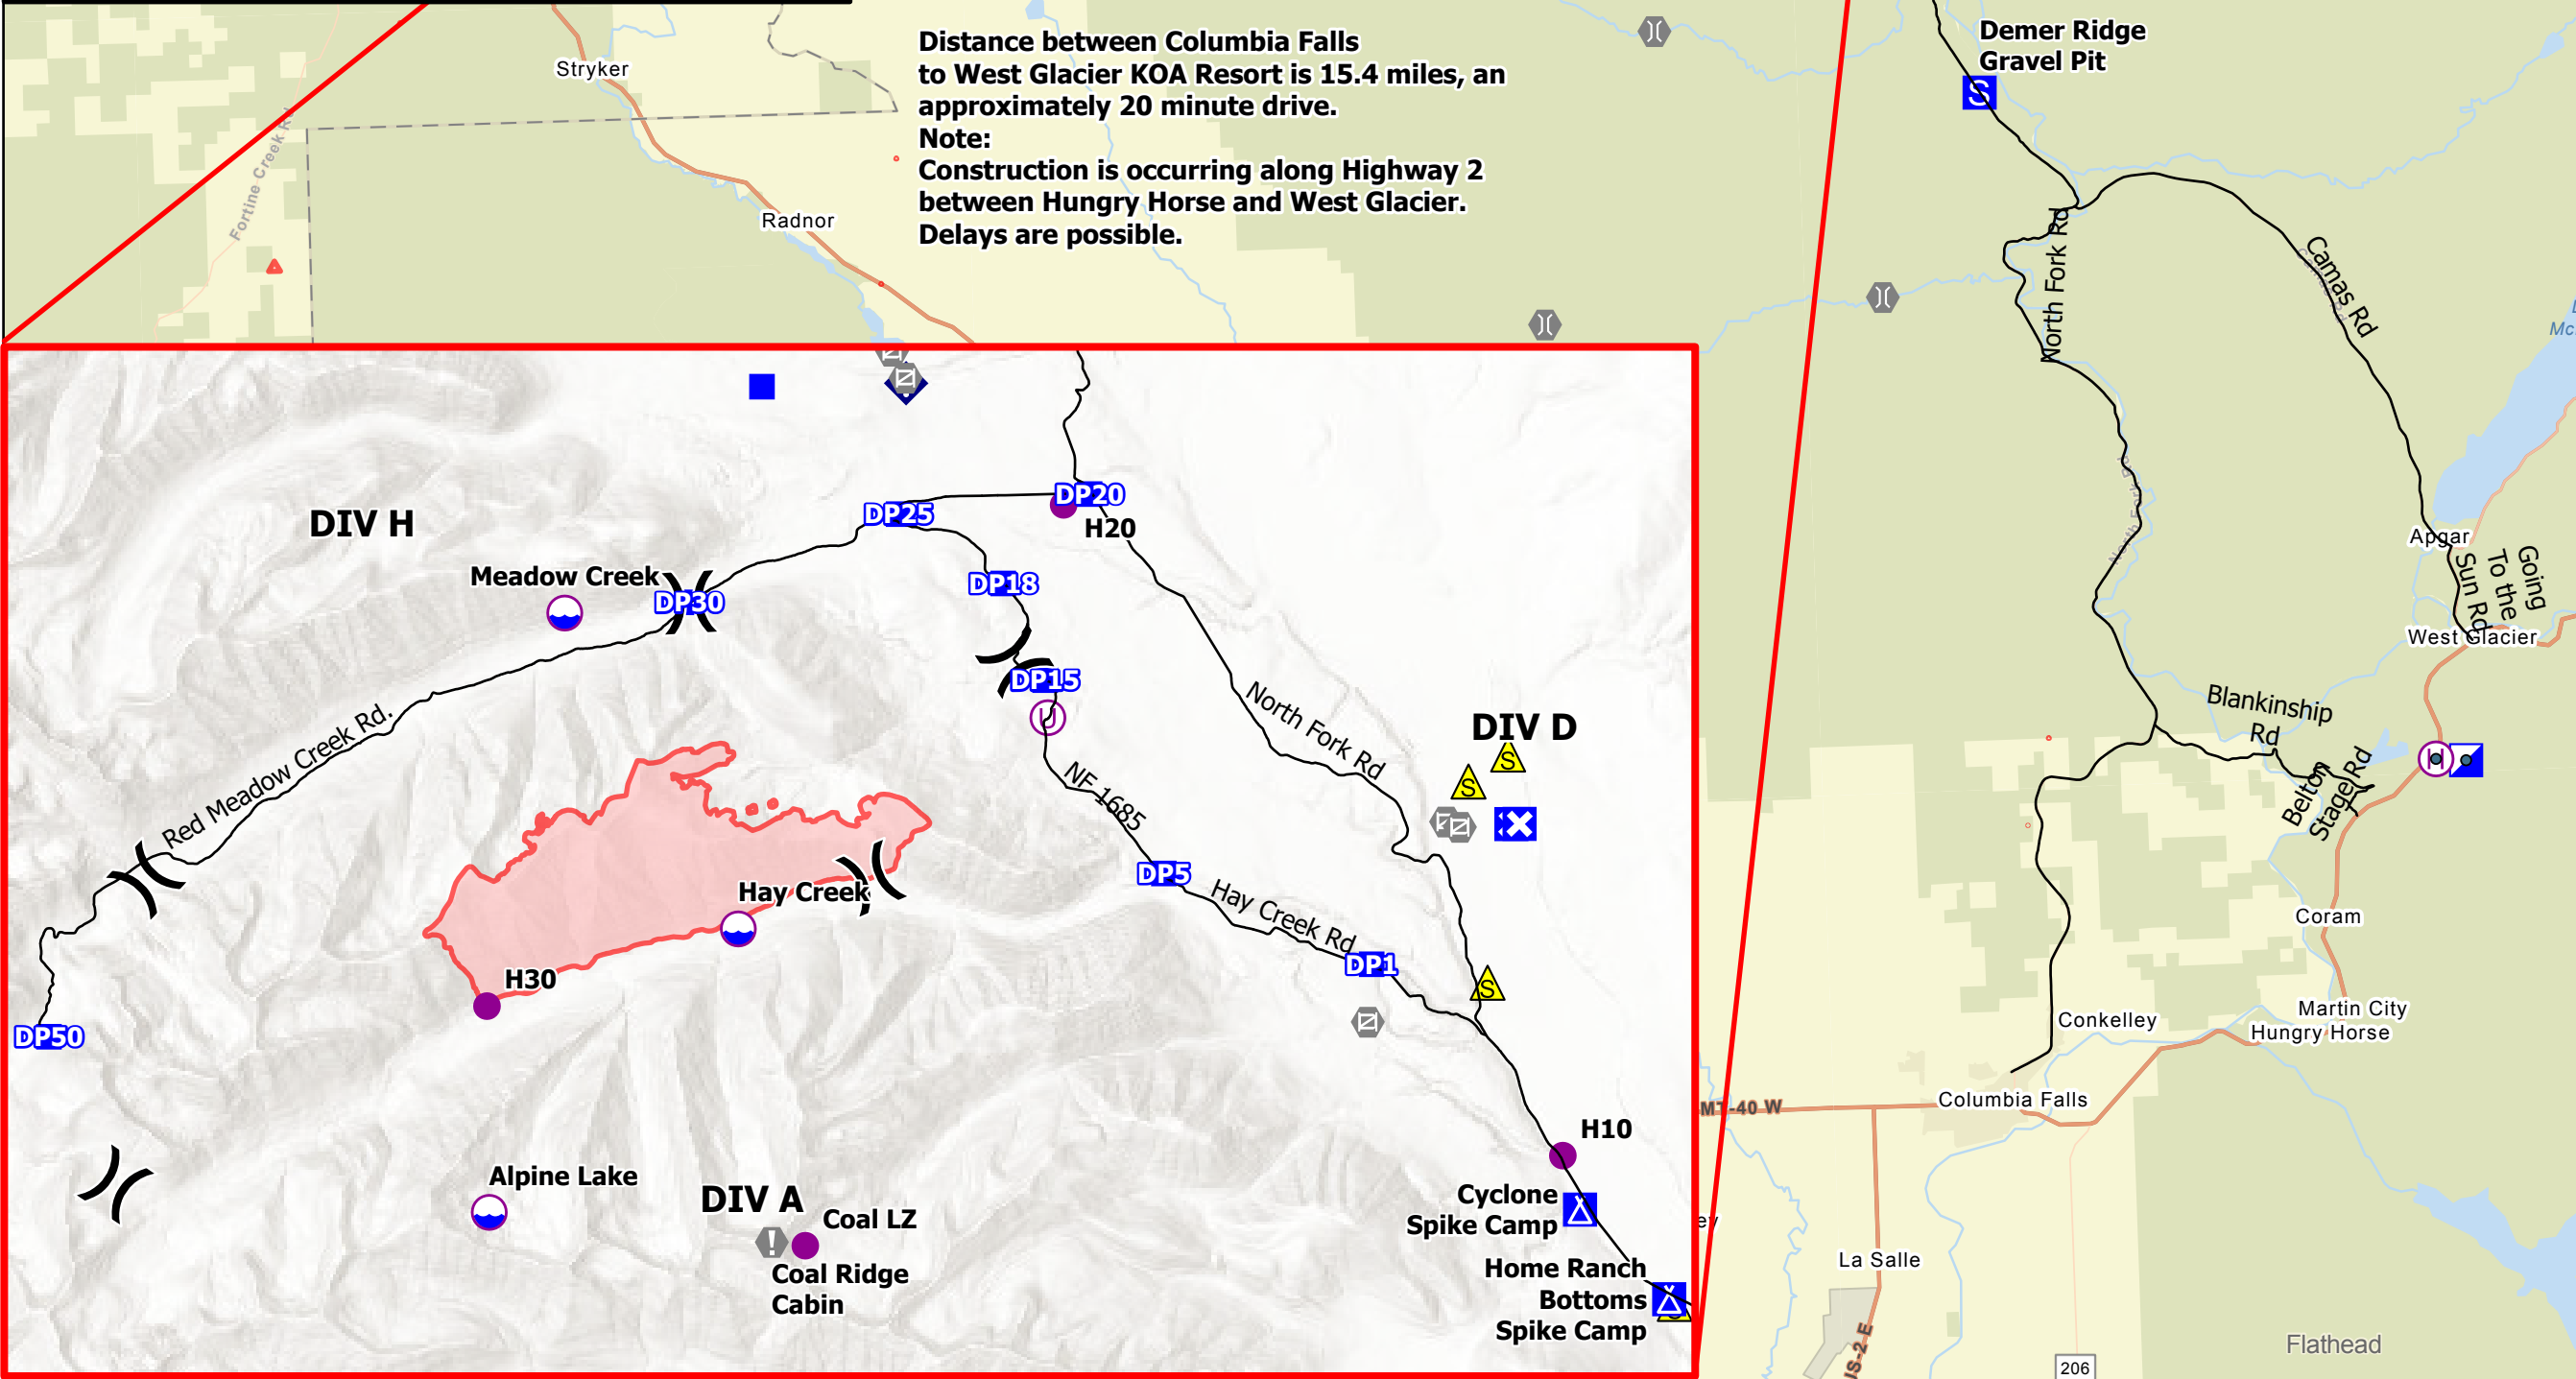 Distance between Columbia Falls
to West Glacier KOA Resort is 15.4 miles, an
approximately 20 minute drive.
Note:
Construction is occurring along Highway 2
between Hungry Horse and West Glacier.
Delays are possible.
Stryker
Fortine Creek Rd
Radnor
Demer Ridge
Gravel Pit
S
North Fork Rd
Camas Rd
North Fork Rd
Apgar
Going
To the
Sun Rd
West Glacier
Blankinship
Rd
Belton
Stage Rd
H
Coram
Martin City
Hungry Horse
Conkelley
Columbia Falls
MT-40 W
La Salle
US-2 E
206
Flathead
DIV H
DP25
DP20
H20
Meadow Creek
DP30
DP18
DP15
U
Red Meadow Creek Rd.
North Fork Rd
DIV D
S
S
NF 1685
DP5
Hay Creek
Hay Creek Rd
DP1
S
H30
DP50
H10
Alpine Lake
DIV A
Coal LZ
!
Coal Ridge
Cabin
Cyclone
Spike Camp
Home Ranch
Bottoms
Spike Camp